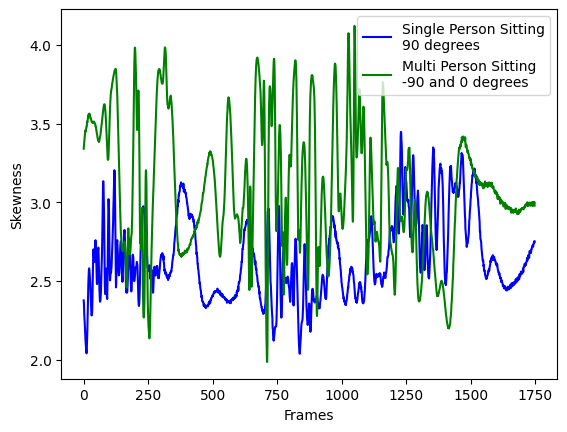 Single Person Sitting
90 degrees
Multi Person Sitting
-90 and 0 degrees
4.0
3.5
3.0
2.5
2.0
Skewness
0 250 500 750 1000 1250 1500 1750
Frames